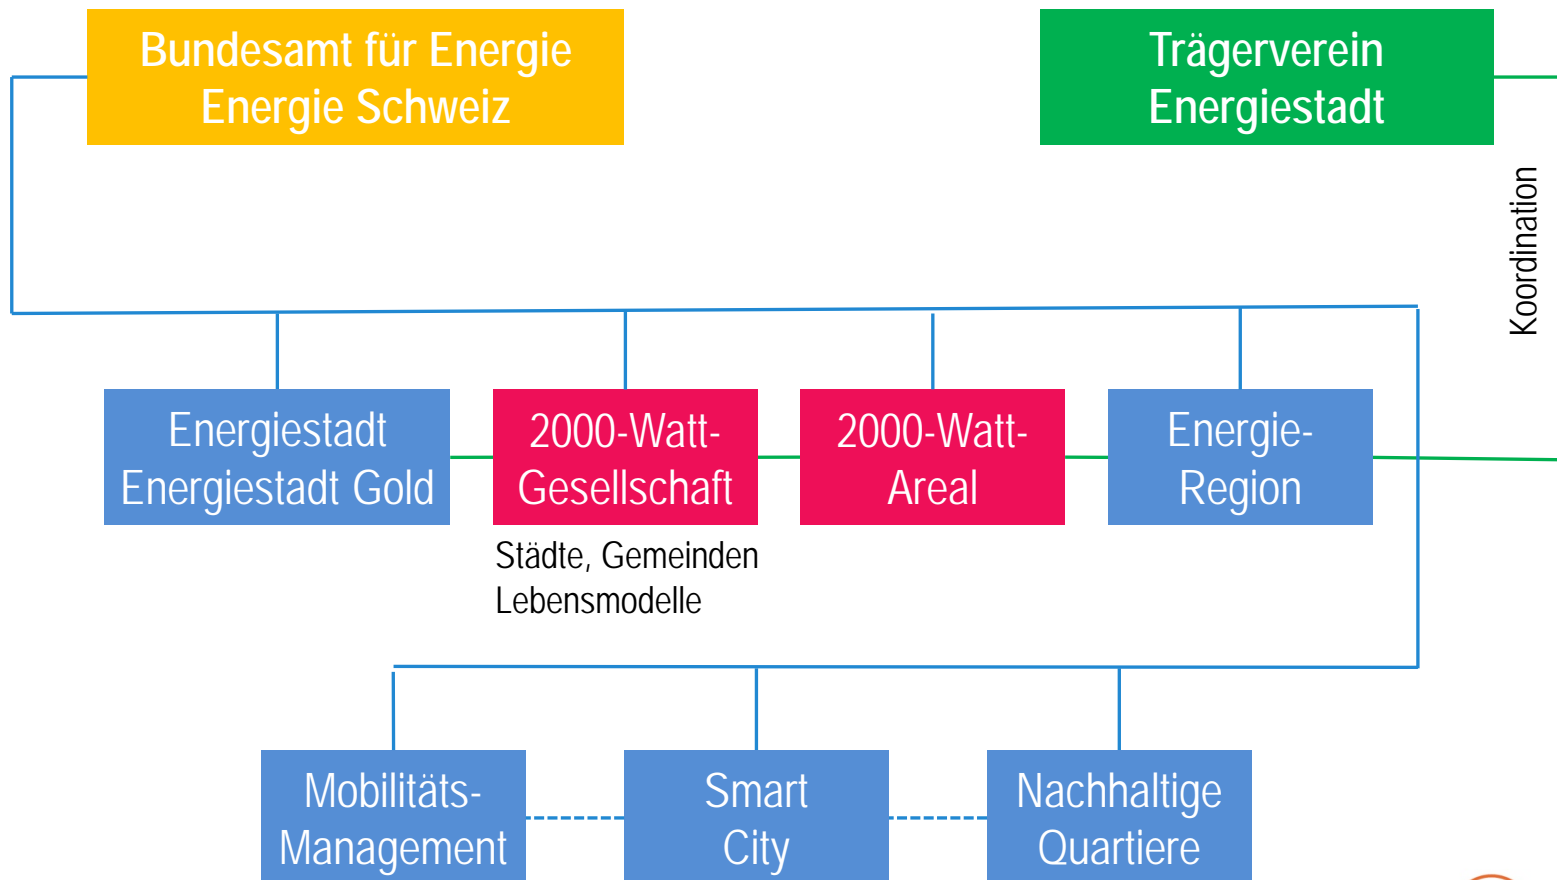 Bundesamt für Energie
Energie Schweiz
Trägerverein
Energiestadt
Koordination
Energiestadt
Energiestadt Gold
2000-Watt-
Gesellschaft
2000-Watt-
Areal
Energie-
Region
Städte, Gemeinden
Lebensmodelle
Mobilitäts-
Management
Smart
City
Nachhaltige
Quartiere